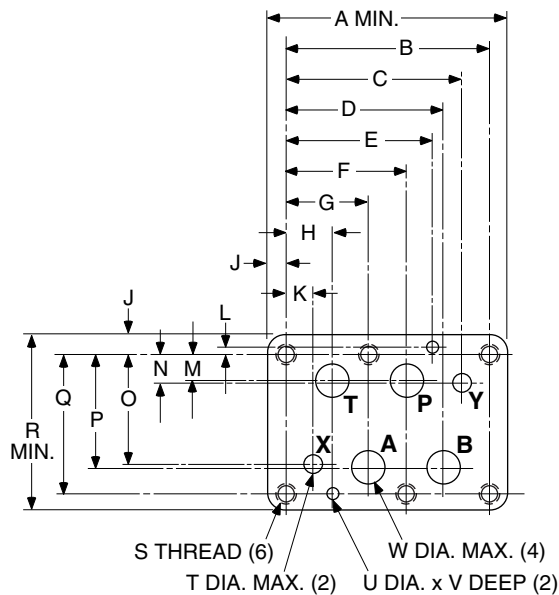 A MIN.
B
C
D
E
F
G
H
J
K
J
L
N
M
Q
P
O
R
MIN.
T
P
Y
X
A
B
S THREAD (6)
W DIA. MAX. (4)
T DIA. MAX. (2)
U DIA. x V DEEP (2)